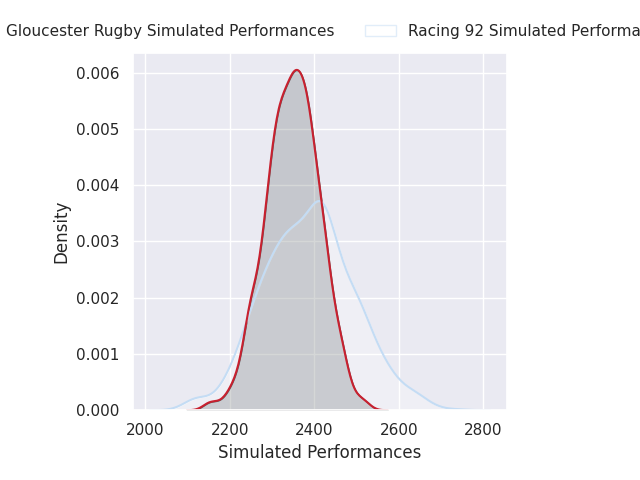 Gloucester Rugby Simulated Performances
Racing 92 Simulated Performa
0.006
0.005
0.004
0.003
0.002
0.001
0.000
Density
2000 2200 2400 2600 2800
Simulated Performances